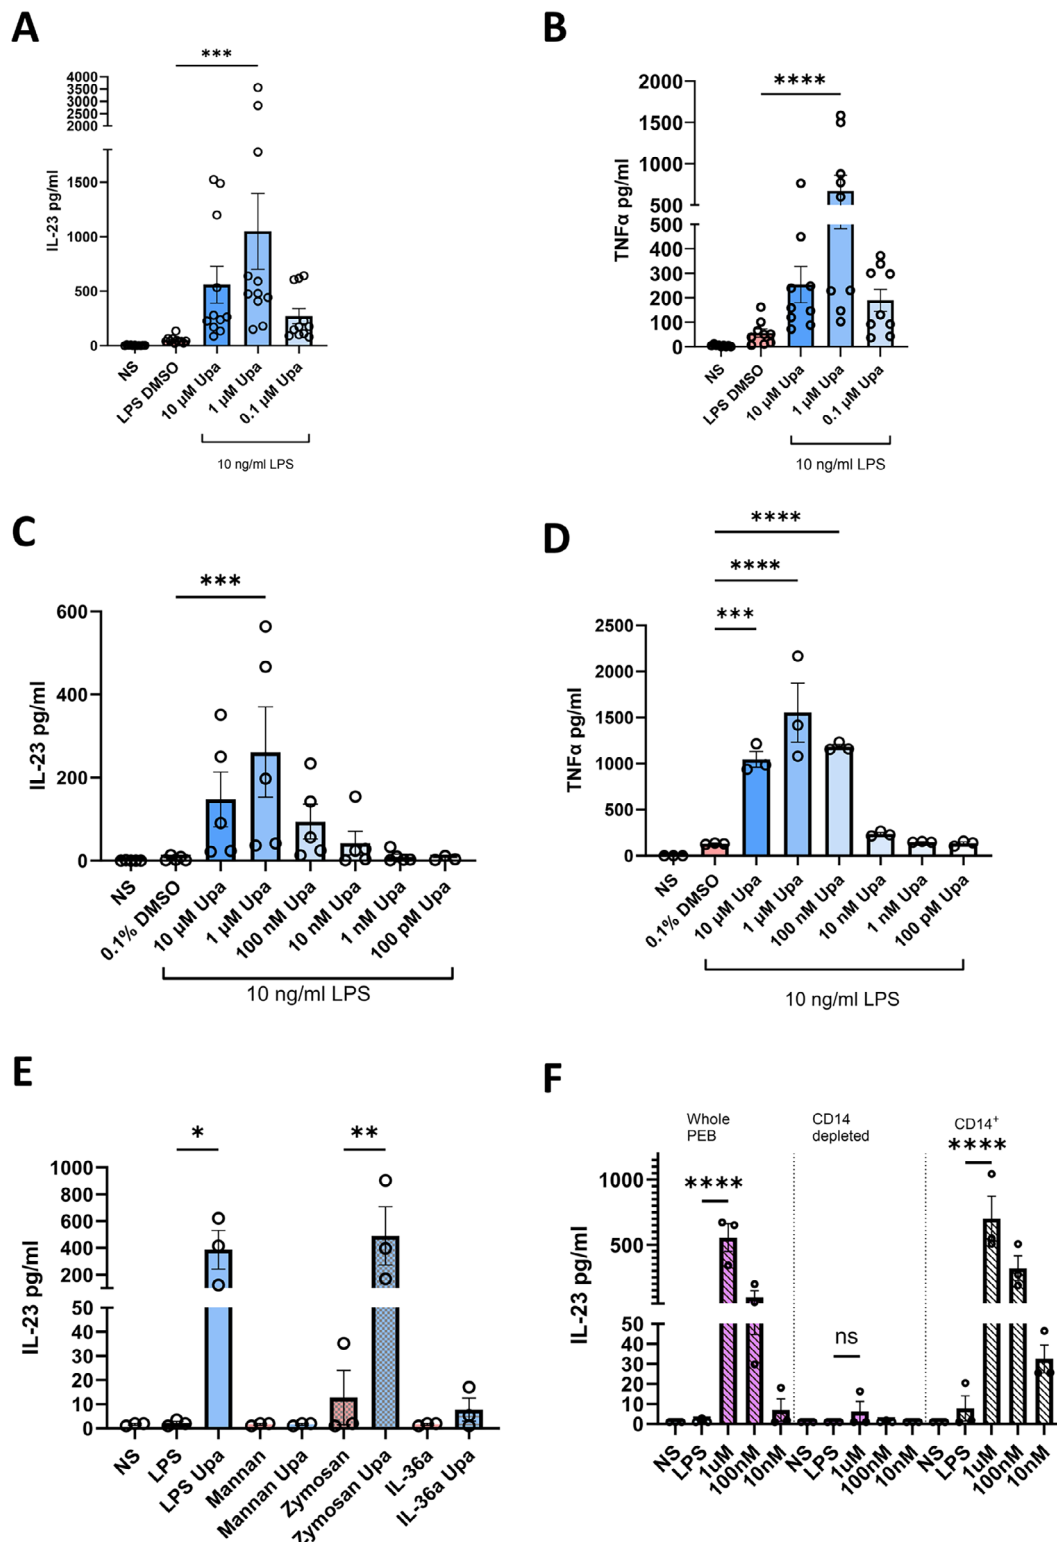 A
***
4000
3500
3000
2500
2000
1500
1000
500
0
IL-23 pg/ml
NS
LPS DMSO
10 µM Upa
1 µM Upa
0.1 µM Upa
10 ng/ml LPS
B
****
2000
1500
1000
500
500
400
300
200
100
0
TNFα pg/ml
NS
LPS DMSO
10 µM Upa
1 µM Upa
0.1 µM Upa
10 ng/ml LPS
C
***
600
400
200
0
IL-23 pg/ml
NS
0.1% DMSO
10 µM Upa
1 µM Upa
100 nM Upa
10 nM Upa
1 nM Upa
100 pM Upa
10 ng/ml LPS
D
****
****
***
2500
2000
1500
1000
500
0
TNFα pg/ml
NS
0.1% DMSO
10 µM Upa
1 µM Upa
100 nM Upa
10 nM Upa
1 nM Upa
100 pM Upa
10 ng/ml LPS
E
*
**
1000
800
600
400
200
50
40
30
20
10
0
IL-23 pg/ml
NS
LPS
LPS Upa
Mannan
Mannan Upa
Zymosan
Zymosan Upa
IL-36a
IL-36a Upa
F
Whole
PEB
CD14
depleted
CD14+
****
****
ns
1000
500
50
40
30
20
10
0
IL-23 pg/ml
NS
LPS
1uM
100nM
10nM
NS
LPS
1uM
100nM
10nM
NS
LPS
1uM
100nM
10nM